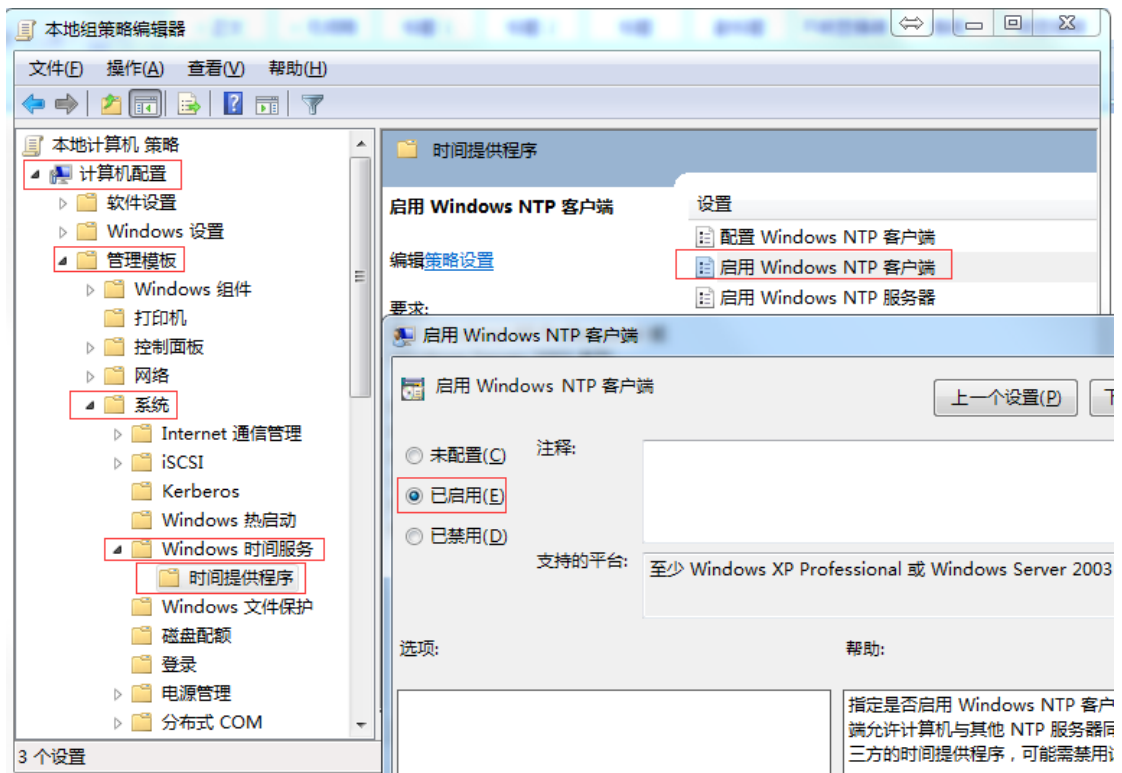 本地组策略编辑器
文件(F) 操作(A) 查看(V) 帮助(H)
本地计算机 策略
计算机配置
软件设置
Windows 设置
管理模板
Windows 组件
打印机
控制面板
网络
系统
Internet 通信管理
iSCSI
Kerberos
Windows 热启动
Windows 时间服务
时间提供程序
Windows 文件保护
磁盘配额
登录
电源管理
分布式 COM
3 个设置
时间提供程序
启用 Windows NTP 客户端
编辑策略设置
要求:
设置
配置 Windows NTP 客户端
启用 Windows NTP 客户端
启用 Windows NTP 服务器
启用 Windows NTP 客户端
启用 Windows NTP 客户端
上一个设置(P)
未配置(C)
已启用(E)
已禁用(D)
注释:
支持的平台:
至少 Windows XP Professional 或 Windows Server 2003
选项:
帮助:
指定是否启用 Windows NTP 客户
端允许计算机与其他 NTP 服务器同
三方的时间提供程序，可能需禁用